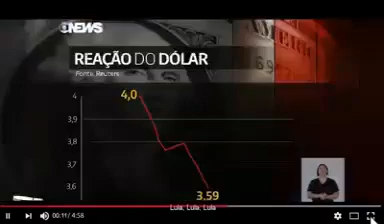 GNEWS
REAÇÃO DO DÓLAR
Fonte: Reuters
4
4,0
3,9
3,8
3,7
3,6
3.59
Lula, Lula, Lula
00:11 / 4:58